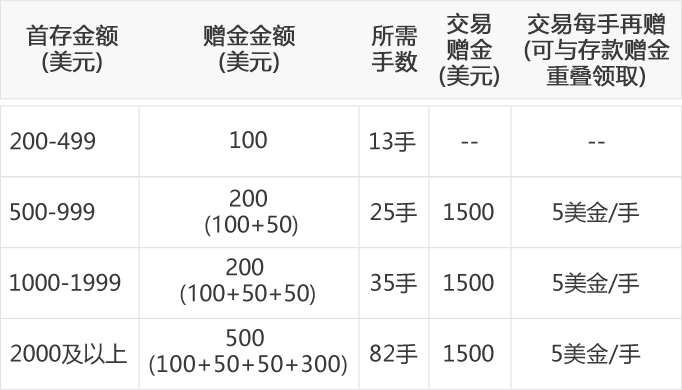 首存金额
(美元)
赠金金额
(美元)
所需
手数
交易
赠金
(美元)
交易每手再赠
(可与存款赠金
重叠领取)
200-499
100
13手
--
--
500-999
200
(100+50)
25手
1500
5美金/手
1000-1999
200
(100+50+50)
35手
1500
5美金/手
2000及以上
500
(100+50+50+300)
82手
1500
5美金/手